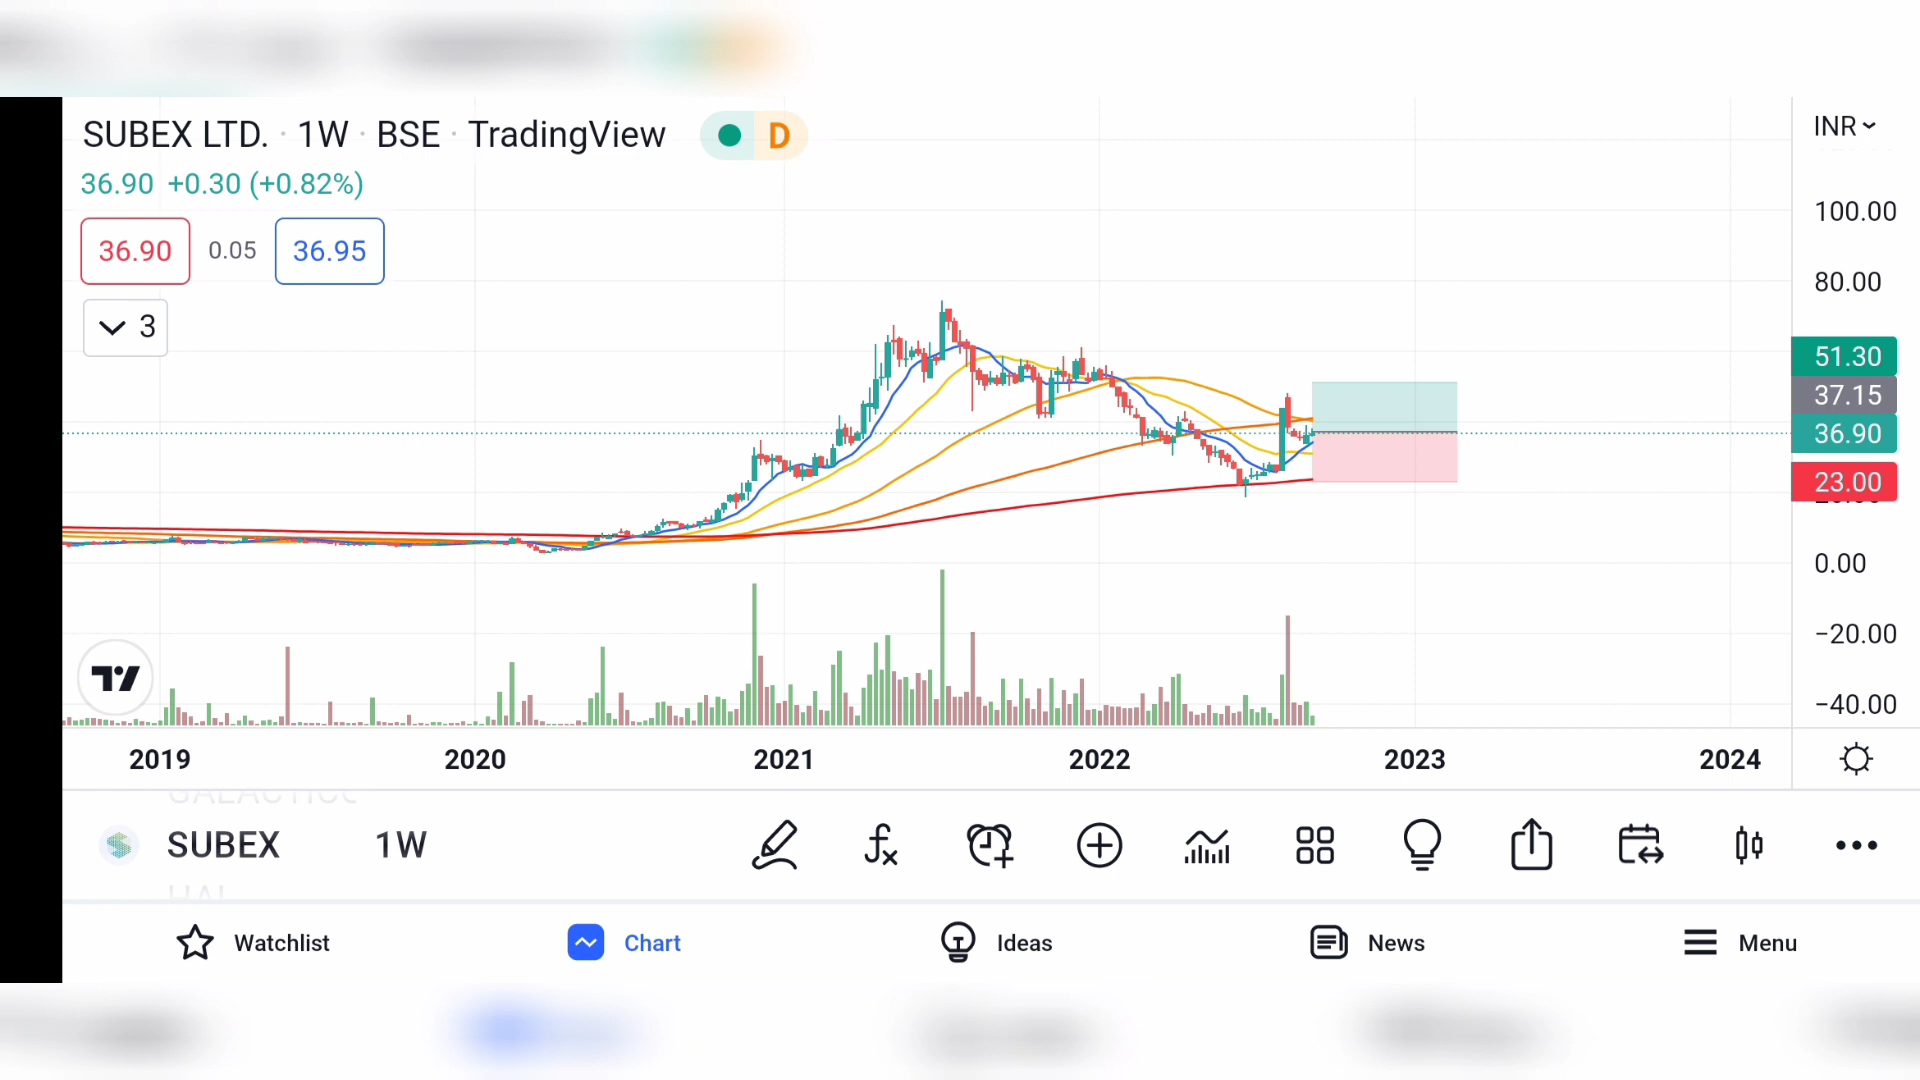 SUBEX LTD. · 1W · BSE · TradingView D
INR
36.90 +0.30 (+0.82%)
36.90 0.05 36.95
3
100.00
80.00
51.30
37.15
36.90
23.00
0.00
−20.00
−40.00
2019 2020 2021 2022 2023 2024
SUBEX 1W
Watchlist Chart Ideas News Menu